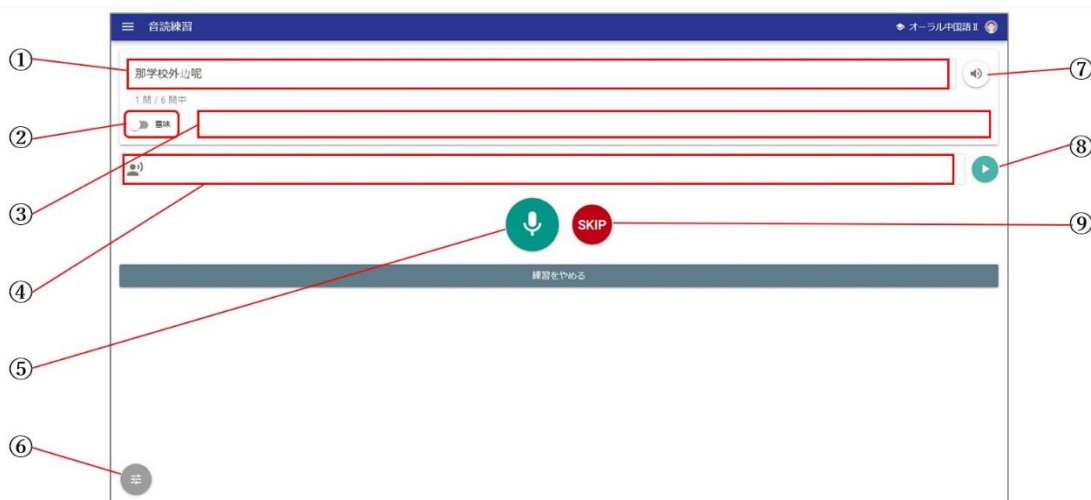 音読練習
オーラル中国語Ⅱ
①
那学校外边呢
⑦
1 問 / 6 問中
②
意味
⑧
③
SKIP
⑨
練習をやめる
④
⑤
⑥